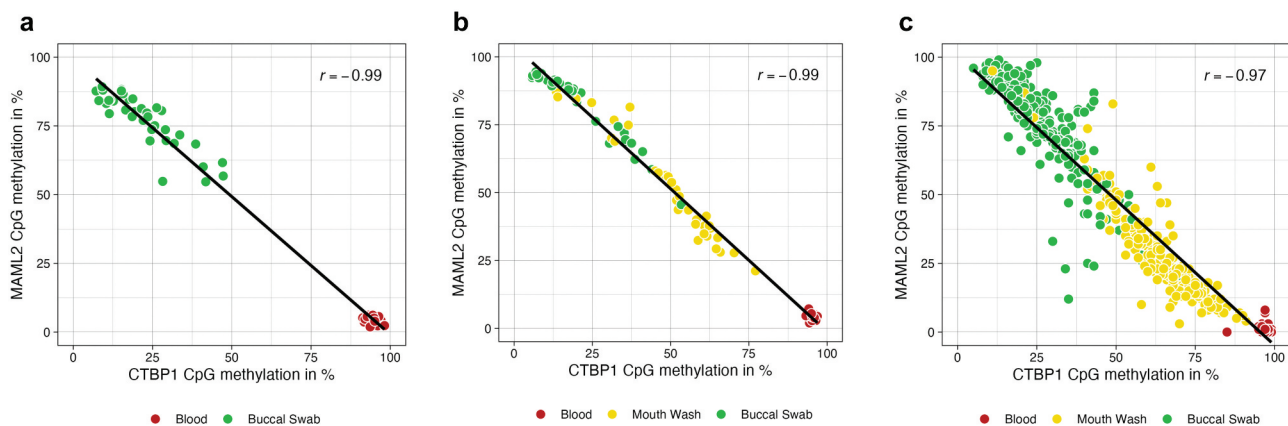 a
r = −0.99
MAML2 CpG methylation in %
100
75
50
25
0
0 25 50 75 100
CTBP1 CpG methylation in %
Blood Buccal Swab
b
r = −0.99
MAML2 CpG methylation in %
100
75
50
25
0
0 25 50 75 100
CTBP1 CpG methylation in %
Blood Mouth Wash Buccal Swab
c
r = −0.97
MAML2 CpG methylation in %
100
75
50
25
0
0 25 50 75 100
CTBP1 CpG methylation in %
Blood Mouth Wash Buccal Swab